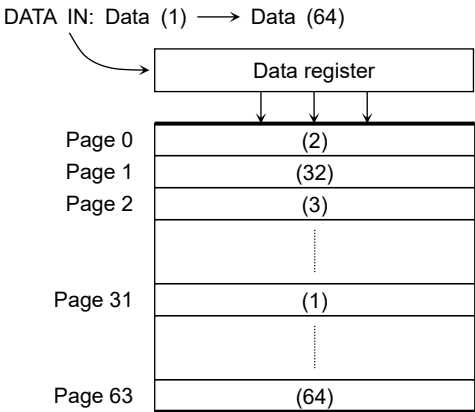 DATA IN: Data (1) → Data (64)
Data register
Page 0 (2)
Page 1 (32)
Page 2 (3)
Page 31 (1)
Page 63 (64)